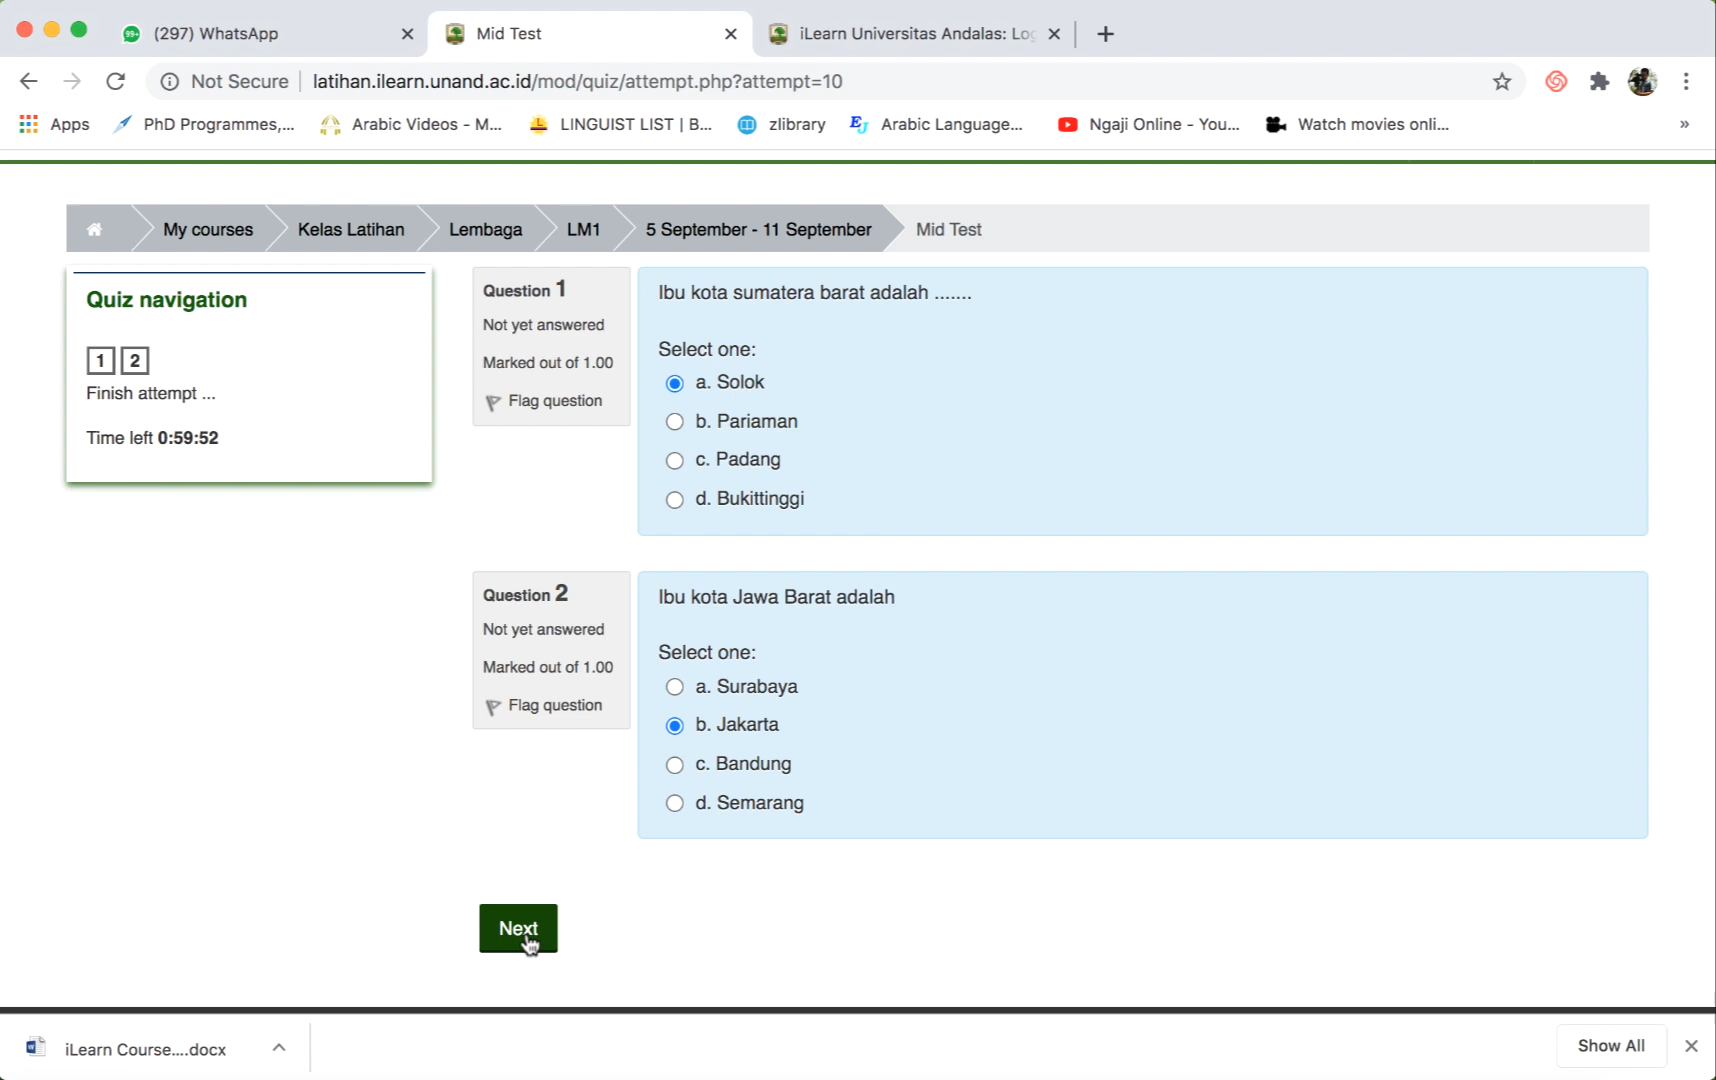 (297) WhatsApp
Mid Test
iLearn Universitas Andalas: Log
Not Secure
latihan.ilearn.unand.ac.id/mod/quiz/attempt.php?attempt=10
Apps
PhD Programmes,...
Arabic Videos - M...
LINGUIST LIST | B...
zlibrary
Arabic Language...
Ngaji Online - You...
Watch movies onli...
»
My courses
Kelas Latihan
Lembaga
LM1
5 September - 11 September
Mid Test
Quiz navigation
1 2
Finish attempt ...
Time left 0:59:52
Question 1
Not yet answered
Marked out of 1.00
Flag question
Ibu kota sumatera barat adalah .......
Select one:
a. Solok
b. Pariaman
c. Padang
d. Bukittinggi
Question 2
Not yet answered
Marked out of 1.00
Flag question
Ibu kota Jawa Barat adalah
Select one:
a. Surabaya
b. Jakarta
c. Bandung
d. Semarang
Next
iLearn Course....docx
Show All